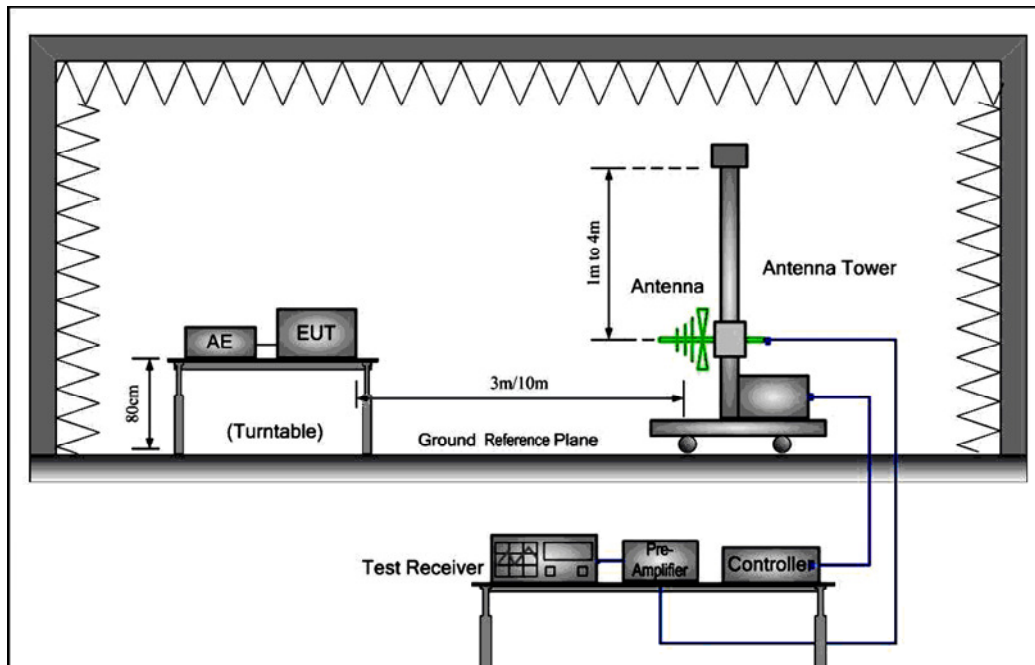 1m to 4m
Antenna
Antenna Tower
AE
EUT
80cm
3m/10m
(Turntable)
Ground Reference Plane
Test Receiver
Pre-
Amplifier
Controller